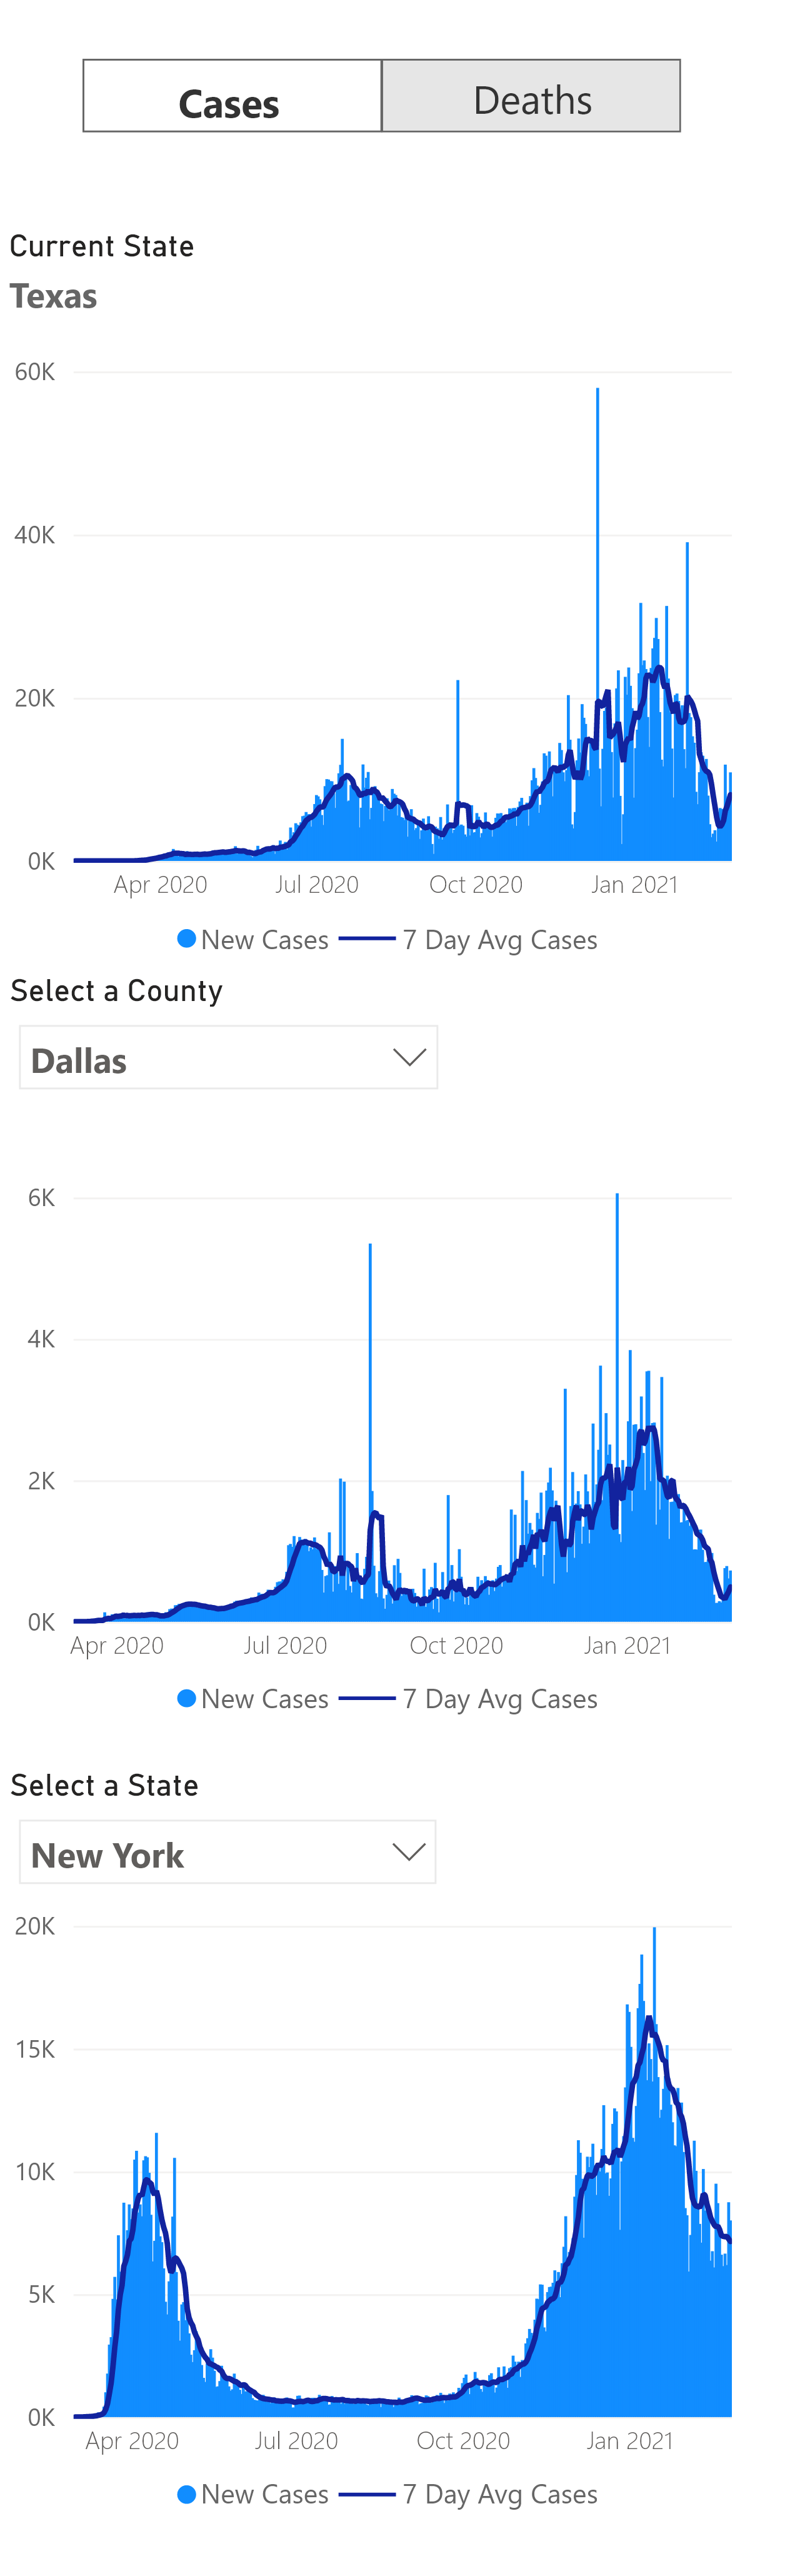 Cases Deaths
Current State
Texas
60K
40K
20K
0K
Apr 2020 Jul 2020 Oct 2020 Jan 2021
New Cases 7 Day Avg Cases
Select a County
Dallas
6K
4K
2K
0K
Apr 2020 Jul 2020 Oct 2020 Jan 2021
New Cases 7 Day Avg Cases
Select a State
New York
20K
15K
10K
5K
0K
Apr 2020 Jul 2020 Oct 2020 Jan 2021
New Cases 7 Day Avg Cases